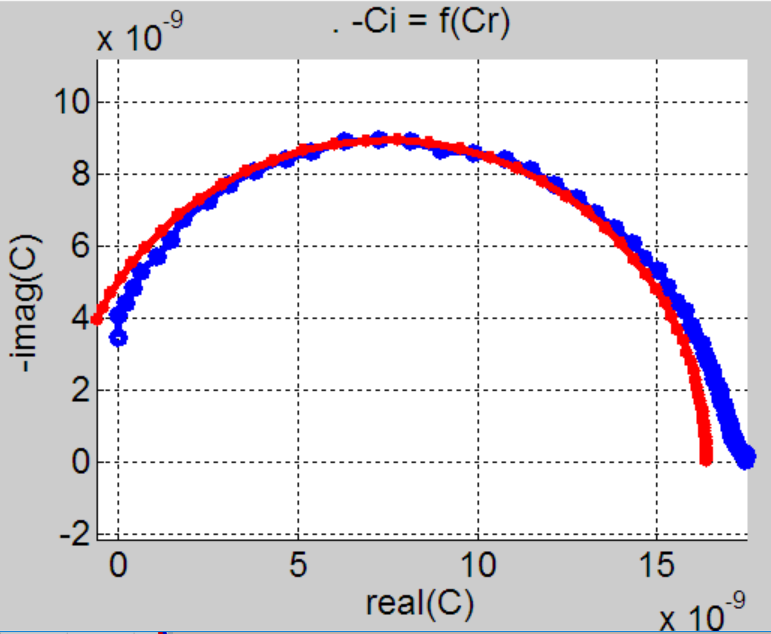 x 10-9
. -Ci = f(Cr)
10
8
6
4
2
0
-2
-imag(C)
0 5 10 15
real(C)
x 10-9